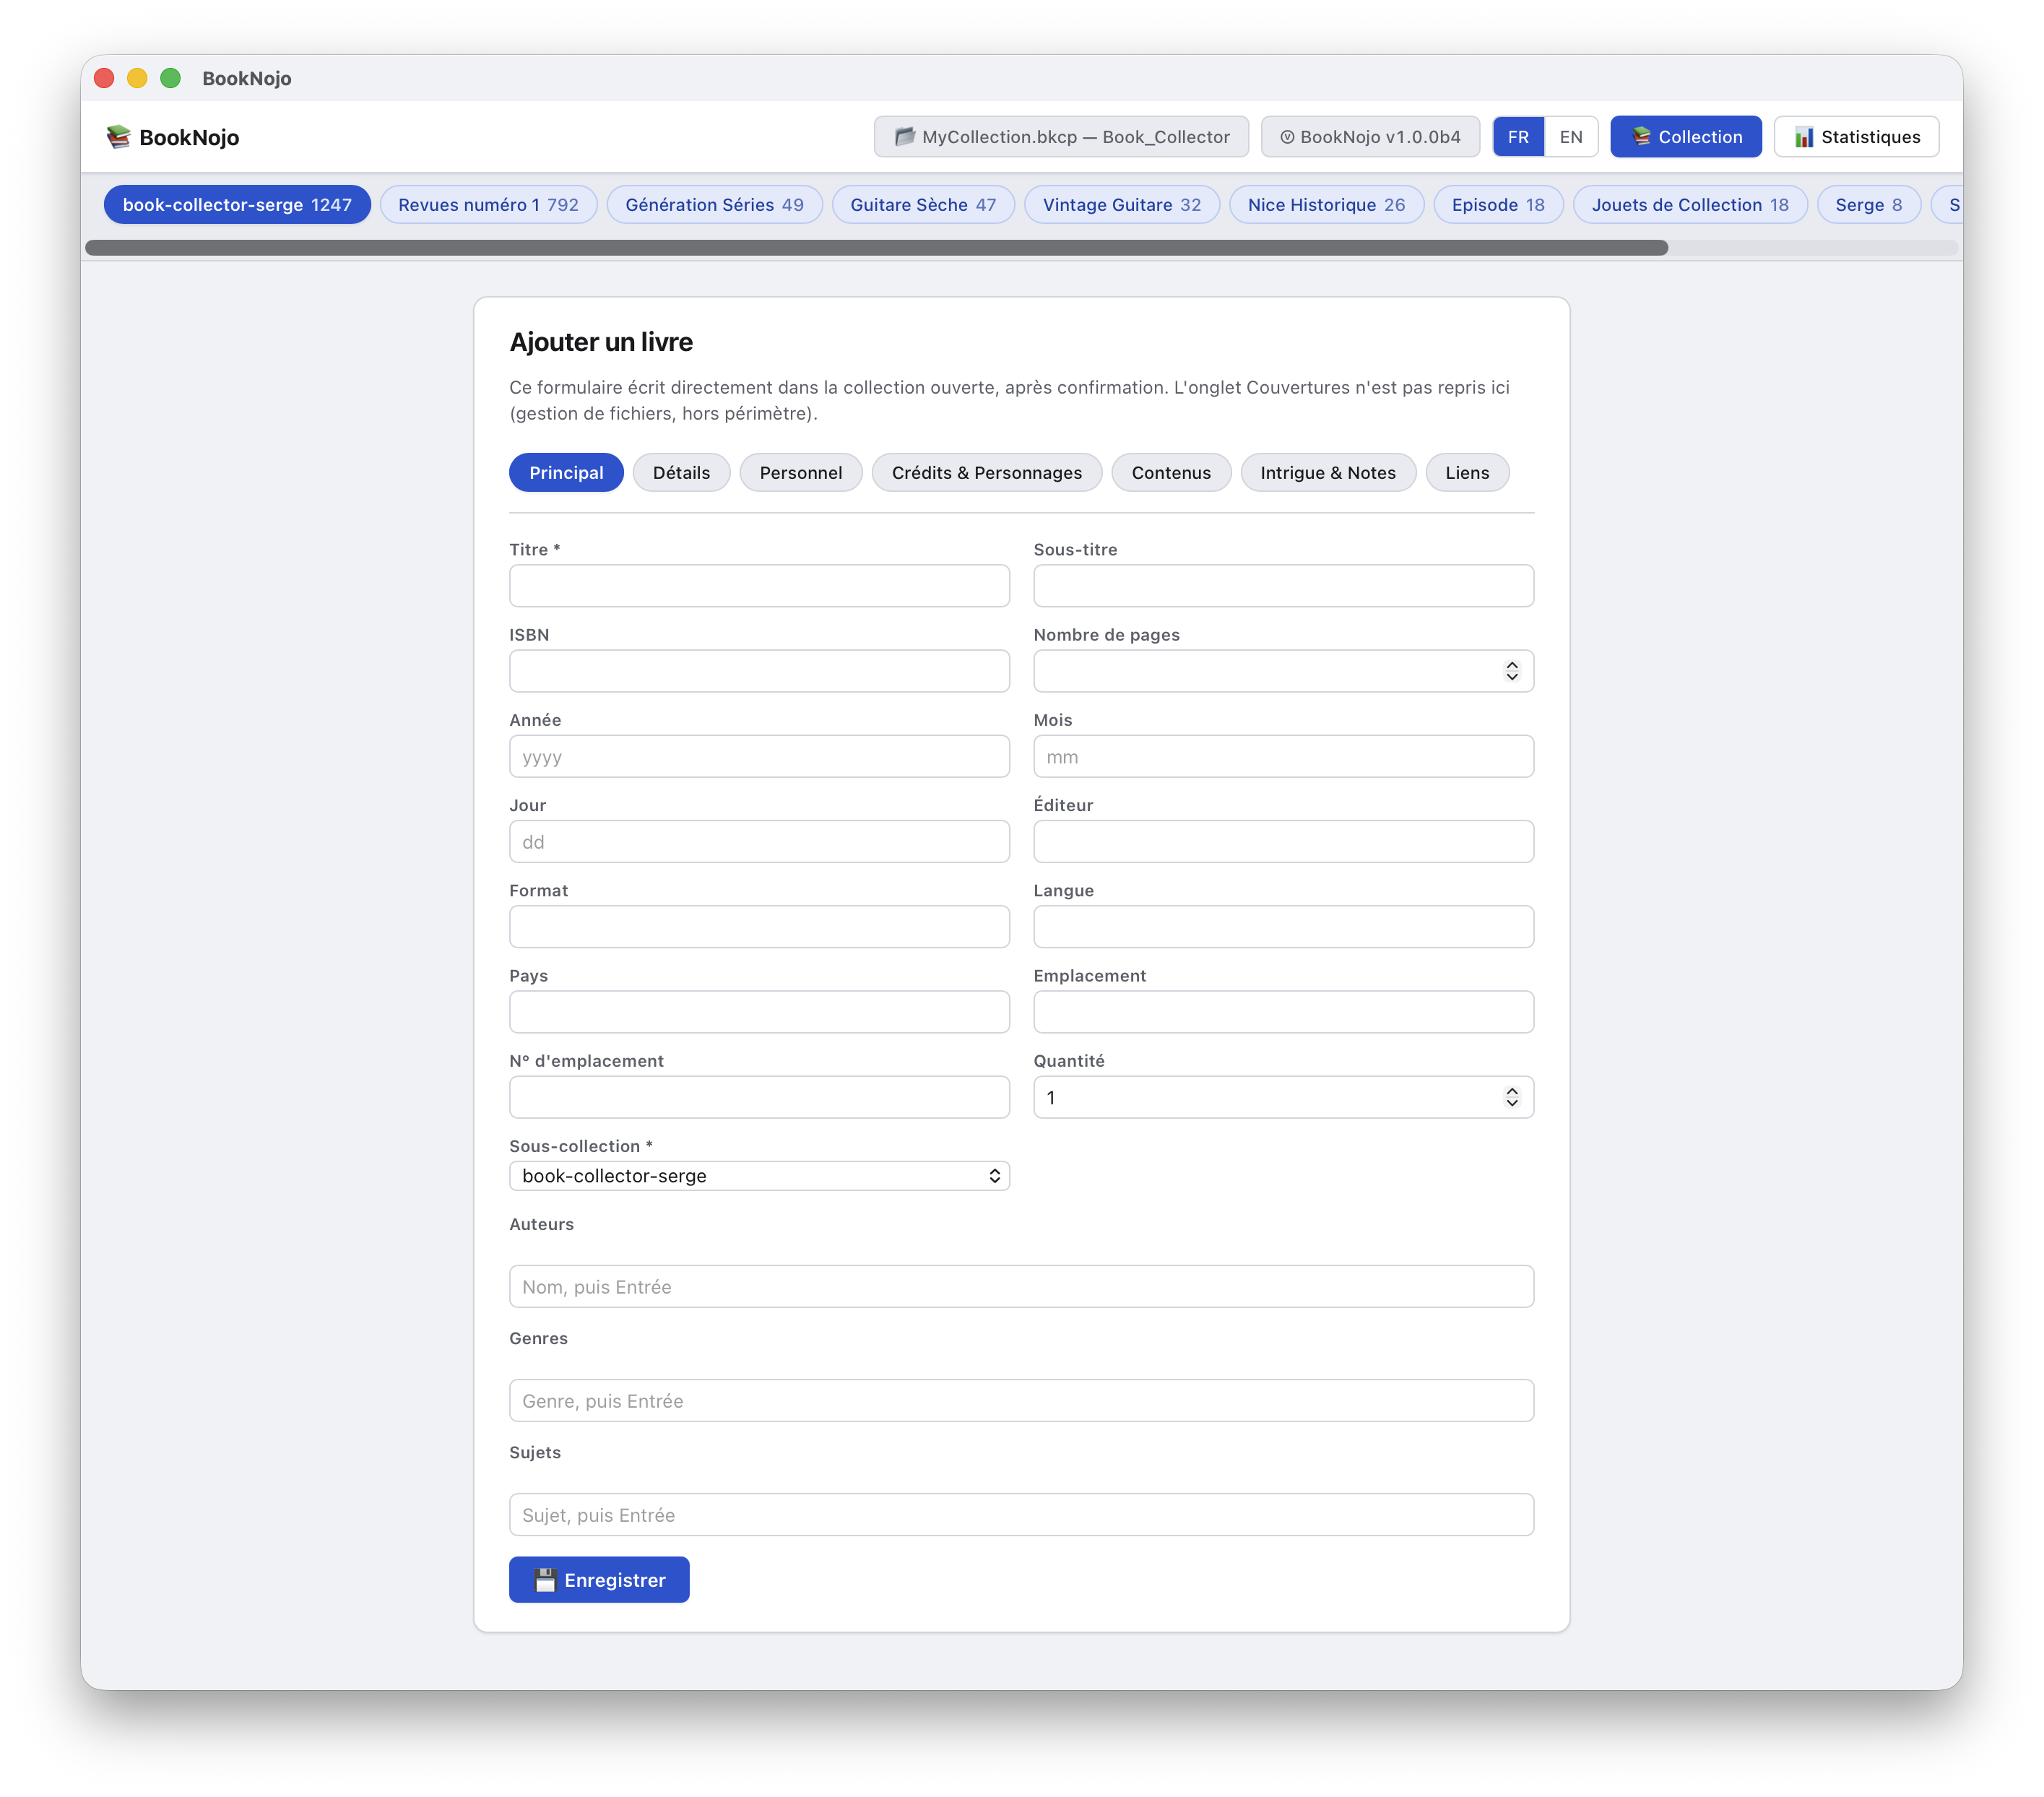 BookNojo
BookNojo
MyCollection.bkcp — Book_Collector
Ⓥ BookNojo v1.0.0b4
FR
EN
Collection
Statistiques
book-collector-serge 1247
Revues numéro 1 792
Génération Séries 49
Guitare Sèche 47
Vintage Guitare 32
Nice Historique 26
Episode 18
Jouets de Collection 18
Serge 8
S
Ajouter un livre
Ce formulaire écrit directement dans la collection ouverte, après confirmation. L'onglet Couvertures n'est pas repris ici
(gestion de fichiers, hors périmètre).
Principal
Détails
Personnel
Crédits & Personnages
Contenus
Intrigue & Notes
Liens
Titre *
Sous-titre
ISBN
Nombre de pages
Année
Mois
yyyy
mm
Jour
Éditeur
dd
Format
Langue
Pays
Emplacement
N° d'emplacement
Quantité
1
Sous-collection *
book-collector-serge
Auteurs
Nom, puis Entrée
Genres
Genre, puis Entrée
Sujets
Sujet, puis Entrée
Enregistrer